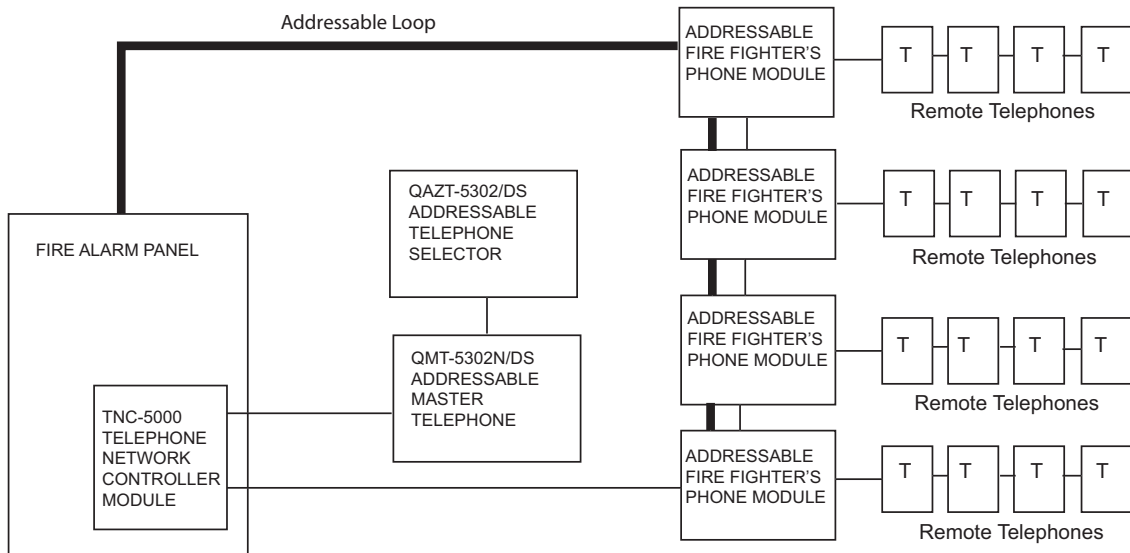 Addressable Loop
ADDRESSABLE
FIRE FIGHTER'S
PHONE MODULE
T T T T
Remote Telephones
ADDRESSABLE
FIRE FIGHTER'S
PHONE MODULE
T T T T
Remote Telephones
QAZT-5302/DS
ADDRESSABLE
TELEPHONE
SELECTOR
FIRE ALARM PANEL
ADDRESSABLE
FIRE FIGHTER'S
PHONE MODULE
T T T T
Remote Telephones
QMT-5302N/DS
ADDRESSABLE
MASTER
TELEPHONE
TNC-5000
TELEPHONE
NETWORK
CONTROLLER
MODULE
ADDRESSABLE
FIRE FIGHTER'S
PHONE MODULE
T T T T
Remote Telephones